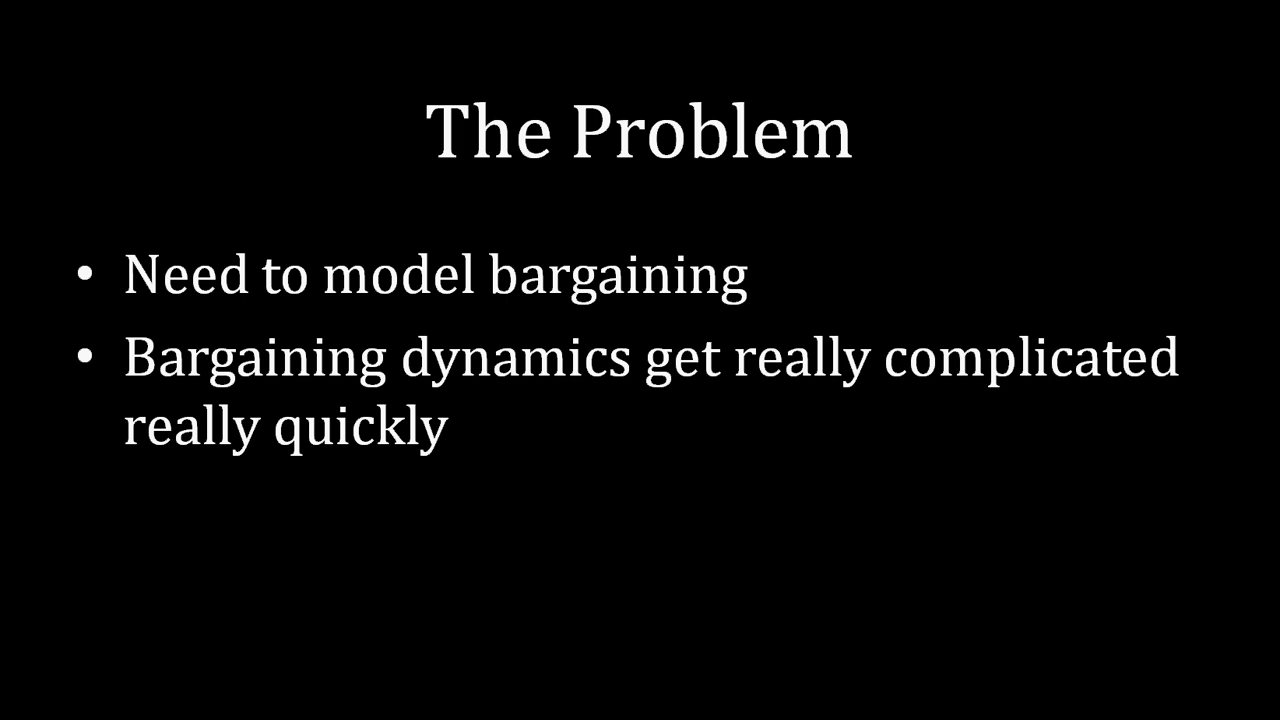 The Problem
• Need to model bargaining
• Bargaining dynamics get really complicated
really quickly